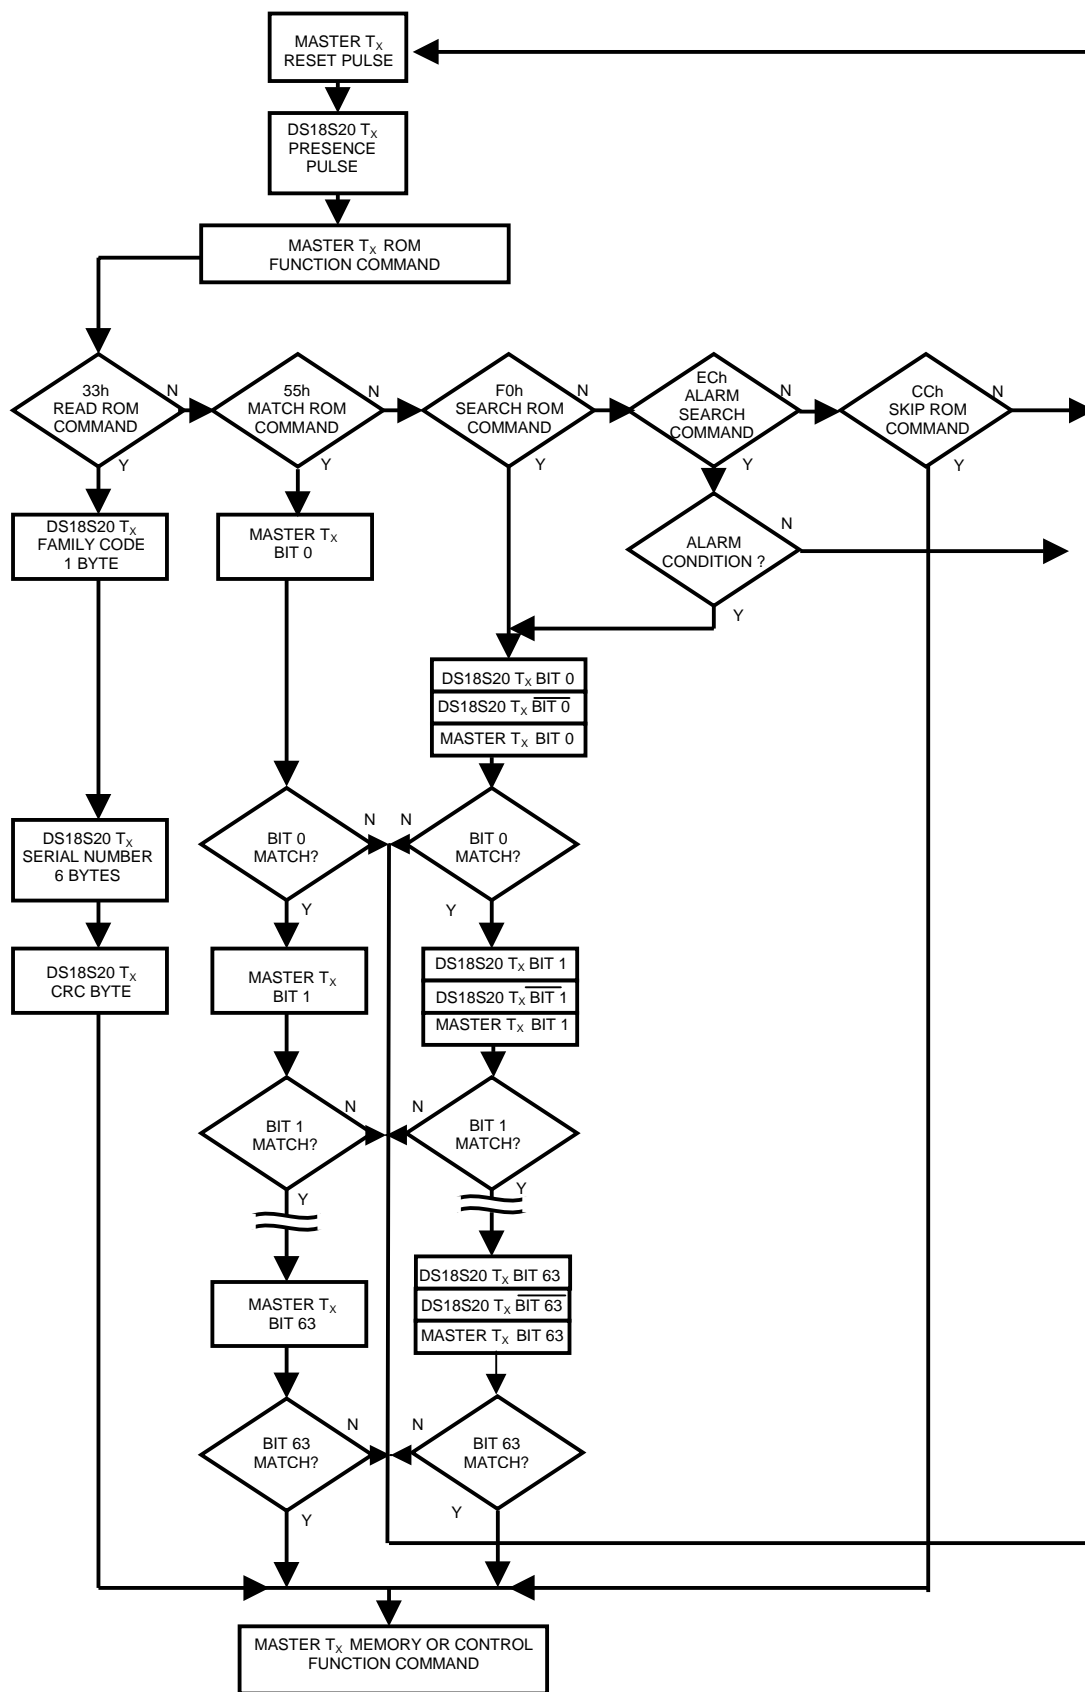 MASTER TX
RESET PULSE
DS18S20 TX
PRESENCE
PULSE
MASTER TX ROM
FUNCTION COMMAND
33h
READ ROM
COMMAND
N
Y
55h
MATCH ROM
COMMAND
N
Y
F0h
SEARCH ROM
COMMAND
N
Y
ECh
ALARM
SEARCH
COMMAND
N
Y
CCh
SKIP ROM
COMMAND
N
Y
DS18S20 TX
FAMILY CODE
1 BYTE
MASTER TX
BIT 0
ALARM
CONDITION ?
N
Y
DS18S20 TX BIT 0
DS18S20 TX BIT 0
MASTER TX BIT 0
DS18S20 TX
SERIAL NUMBER
6 BYTES
BIT 0
MATCH?
N
Y
BIT 0
MATCH?
N
Y
DS18S20 TX
CRC BYTE
MASTER TX
BIT 1
DS18S20 TX BIT 1
DS18S20 TX BIT 1
MASTER TX BIT 1
BIT 1
MATCH?
N
Y
BIT 1
MATCH?
N
Y
MASTER TX
BIT 63
DS18S20 TX BIT 63
DS18S20 TX BIT 63
MASTER TX BIT 63
BIT 63
MATCH?
N
Y
BIT 63
MATCH?
N
Y
MASTER TX MEMORY OR CONTROL
FUNCTION COMMAND